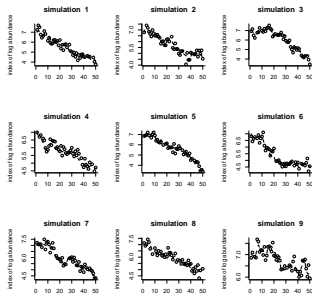 simulation 1
simulation 2
simulation 3
index of log abundance
index of log abundance
index of log abundance
0 10 20 30 40 50
0 10 20 30 40 50
0 10 20 30 40 50
simulation 4
simulation 5
simulation 6
index of log abundance
index of log abundance
index of log abundance
0 10 20 30 40 50
0 10 20 30 40 50
0 10 20 30 40 50
simulation 7
simulation 8
simulation 9
index of log abundance
index of log abundance
index of log abundance
0 10 20 30 40 50
0 10 20 30 40 50
0 10 20 30 40 50